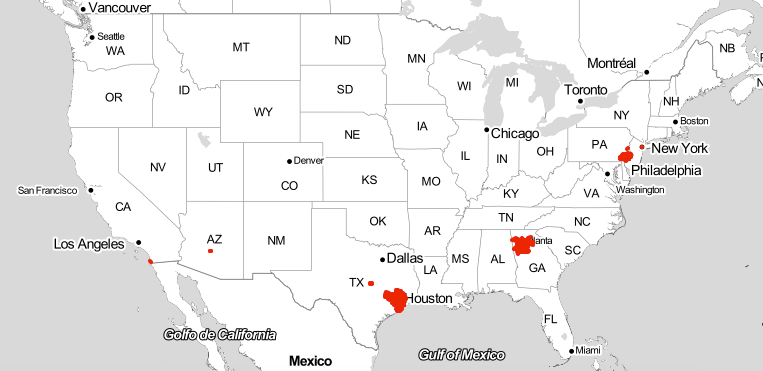 Vancouver
Seattle
WA
MT
ND
MN
NB
Montréal
OR
ID
SD
WI
MI
Toronto
NH
WY
NY
Boston
IA
Chicago
NE
PA
New York
NV
UT
Denver
IL
IN
OH
Philadelphia
San Francisco
CO
KS
MO
Washington
CA
KY
VA
OK
TN
NC
Los Angeles
AZ
NM
AR
anta
SC
Dallas
MS
AL
GA
LA
TX
Houston
FL
Golfo de California
Miami
Mexico
Gulf of Mexico